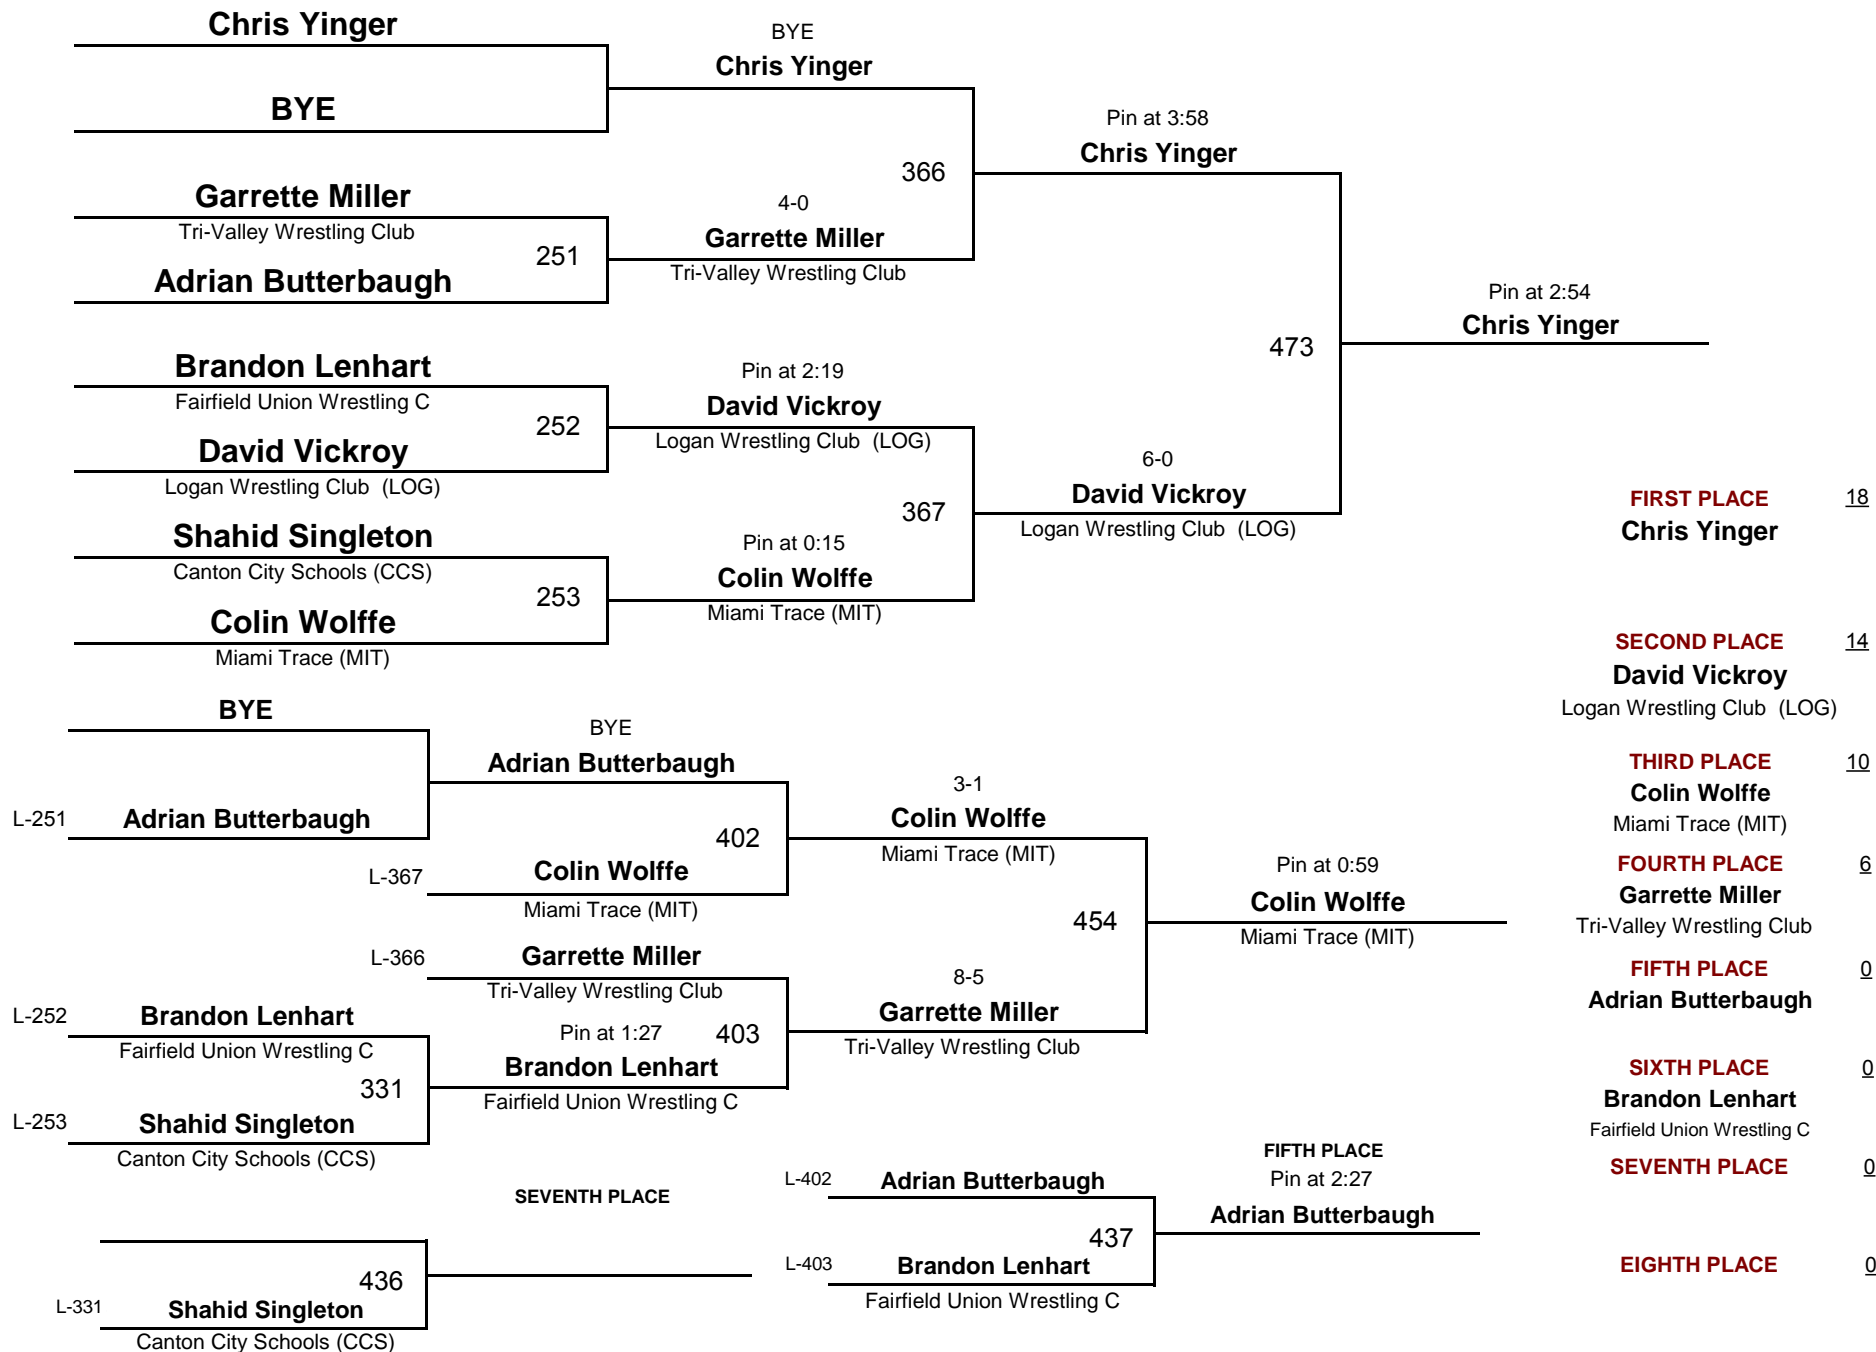 Chris Yinger
BYE
Chris Yinger
BYE
Pin at 3:58
Chris Yinger
366
Garrette Miller
Tri-Valley Wrestling Club
4-0
Garrette Miller
Tri-Valley Wrestling Club
251
Adrian Butterbaugh
Pin at 2:54
Chris Yinger
473
Brandon Lenhart
Fairfield Union Wrestling C
Pin at 2:19
David Vickroy
Logan Wrestling Club (LOG)
252
David Vickroy
Logan Wrestling Club (LOG)
6-0
David Vickroy
Logan Wrestling Club (LOG)
367
Shahid Singleton
Canton City Schools (CCS)
Pin at 0:15
Colin Wolffe
Miami Trace (MIT)
253
Colin Wolffe
Miami Trace (MIT)
FIRST PLACE 18
Chris Yinger
SECOND PLACE 14
David Vickroy
Logan Wrestling Club (LOG)
THIRD PLACE 10
Colin Wolffe
Miami Trace (MIT)
FOURTH PLACE 6
Garrette Miller
Tri-Valley Wrestling Club
FIFTH PLACE 0
Adrian Butterbaugh
SIXTH PLACE 0
Brandon Lenhart
Fairfield Union Wrestling C
SEVENTH PLACE 0
EIGHTH PLACE 0
BYE
BYE
Adrian Butterbaugh
L-251 Adrian Butterbaugh
402
L-367 Colin Wolffe
Miami Trace (MIT)
3-1
Colin Wolffe
Miami Trace (MIT)
Pin at 0:59
Colin Wolffe
Miami Trace (MIT)
454
L-366 Garrette Miller
Tri-Valley Wrestling Club
8-5
Garrette Miller
Tri-Valley Wrestling Club
L-252 Brandon Lenhart
Fairfield Union Wrestling C
Pin at 1:27 403
Brandon Lenhart
Fairfield Union Wrestling C
331
L-253 Shahid Singleton
Canton City Schools (CCS)
SEVENTH PLACE
436
L-331 Shahid Singleton
Canton City Schools (CCS)
FIFTH PLACE
Pin at 2:27
Adrian Butterbaugh
L-402 Adrian Butterbaugh
437
L-403 Brandon Lenhart
Fairfield Union Wrestling C